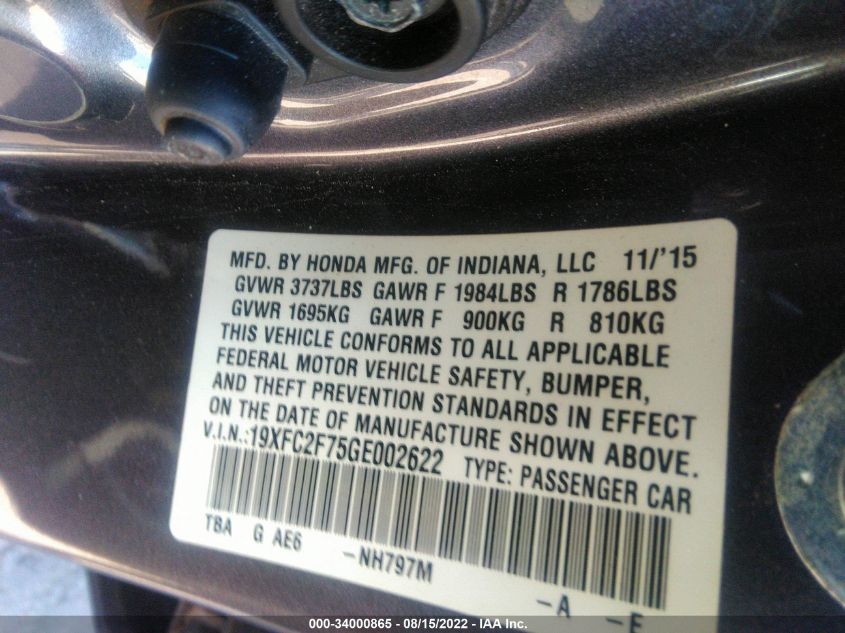 MFD. BY HONDA MFG. OF INDIANA, LLC 11/'15
GVWR 3737LBS GAWR F 1984LBS R 1786LBS
GVWR 1695KG GAWR F 900KG R 810KG
THIS VEHICLE CONFORMS TO ALL APPLICABLE
FEDERAL MOTOR VEHICLE SAFETY, BUMPER,
AND THEFT PREVENTION STANDARDS IN EFFECT
ON THE DATE OF MANUFACTURE SHOWN ABOVE.
V.I.N.:19XFC2F75GE002622 TYPE: PASSENGER CAR
TBA G AE6 -NH797M -A -E
000-34000865 - 08/15/2022 - IAA Inc.